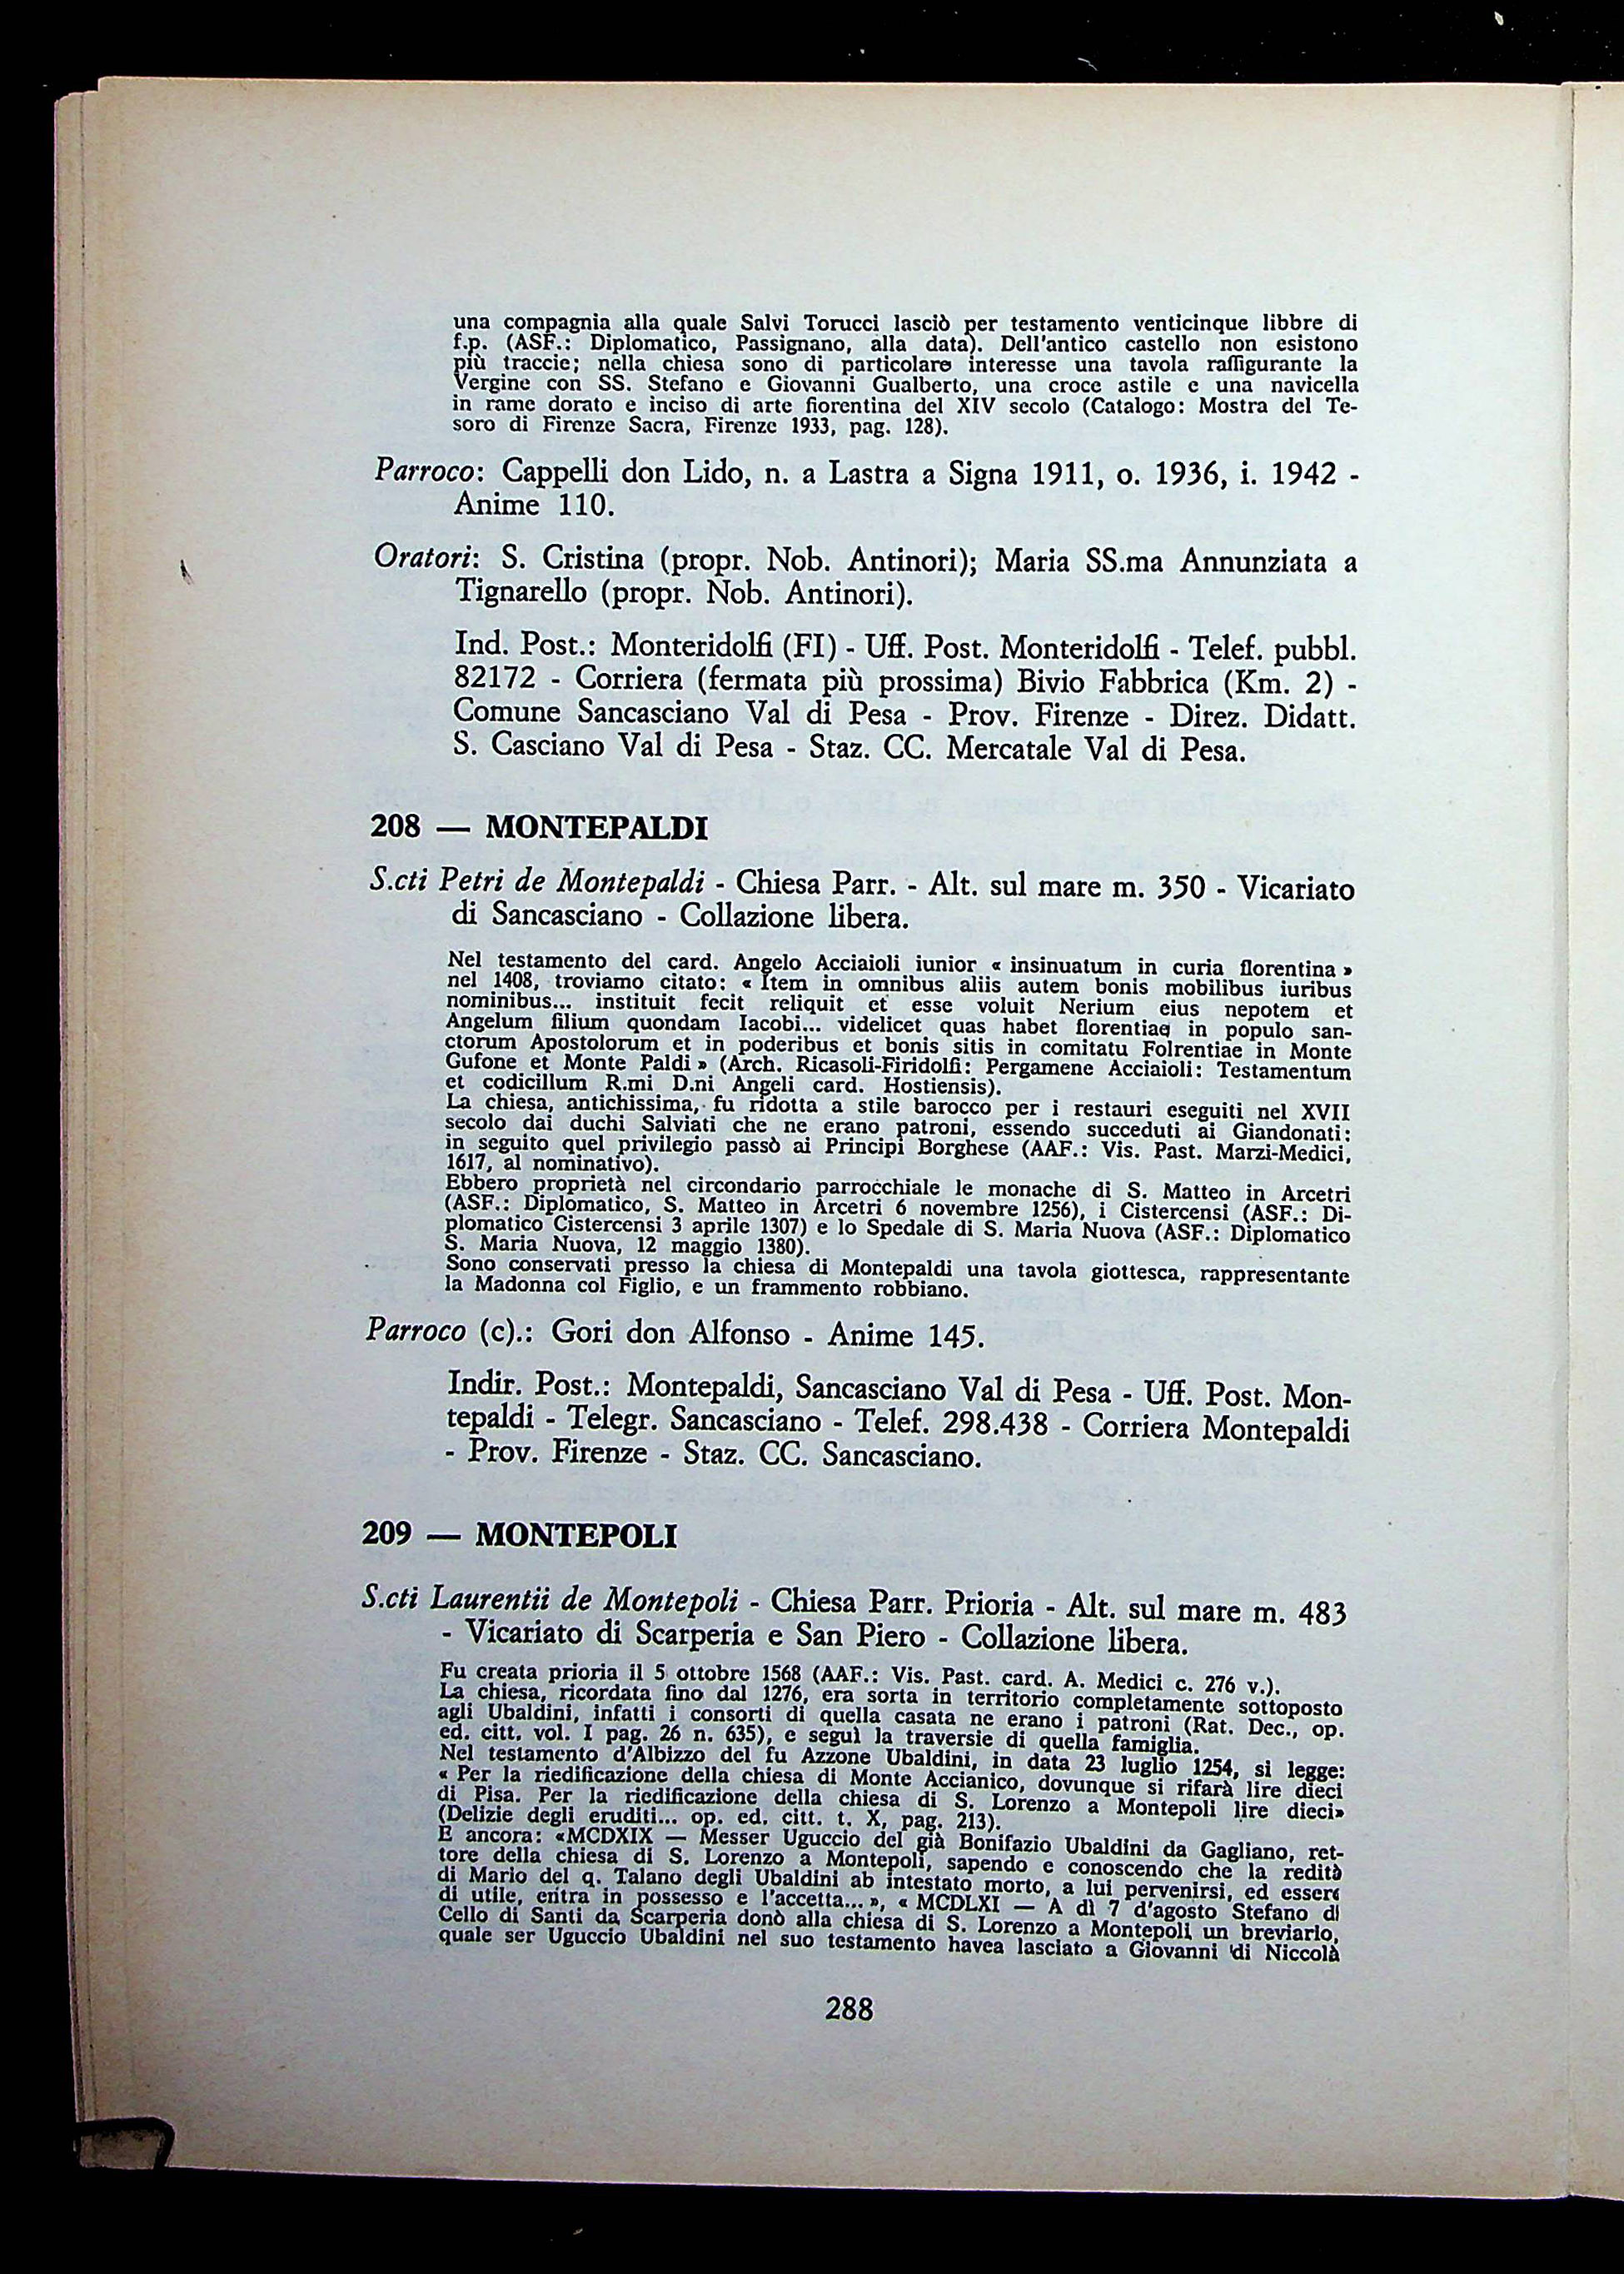 una compagnia alla quale Salvi Torucci lasciò per testamento venticinque libbre di
f.p. (ASF.: Diplomatico, Passignano, alla data). Dell'antico castello non esistono
più traccie; nella chiesa sono di particolare interesse una tavola raffigurante la
Vergine con SS. Stefano e Giovanni Gualberto, una croce astile e una navicella
in rame dorato e inciso di arte fiorentina del XIV secolo (Catalogo: Mostra del Te-
soro di Firenze Sacra, Firenze 1933, pag. 128).
Parroco: Cappelli don Lido, n. a Lastra a Signa 1911, o. 1936, i. 1942 -
Anime 110.
Oratori: S. Cristina (propr. Nob. Antinori); Maria SS.ma Annunziata a
Tignarello (propr. Nob. Antinori).
Ind. Post.: Monteridolfi (FI) - Uff. Post. Monteridolfi - Telef. pubbl.
82172 - Corriera (fermata più prossima) Bivio Fabbrica (Km. 2) -
Comune Sancasciano Val di Pesa - Prov. Firenze - Direz. Didatt.
S. Casciano Val di Pesa - Staz. CC. Mercatale Val di Pesa.
208 — MONTEPALDI
S.cti Petri de Montepaldi - Chiesa Parr. - Alt. sul mare m. 350 - Vicariato
di Sancasciano - Collazione libera.
Nel testamento del card. Angelo Acciaioli iunior « insinuatum in curia florentina »
nel 1408, troviamo citato: « Item in omnibus aliis autem bonis mobilibus iuribus
nominibus... instituit fecit reliquit et esse voluit Nerium eius nepotem et
Angelum filium quondam Iacobi... videlicet quas habet florentiae in populo san-
ctorum Apostolorum et in poderibus et bonis sitis in comitatu Folrentiae in Monte
Gufone et Monte Paldi » (Arch. Ricasoli-Firidolfi: Pergamene Acciaioli: Testamentum
et codicillum R.mi D.ni Angeli card. Hostiensis).
La chiesa, antichissima, fu ridotta a stile barocco per i restauri eseguiti nel XVII
secolo dai duchi Salviati che ne erano patroni, essendo succeduti ai Giandonati:
in seguito quel privilegio passò ai Principi Borghese (AAF.: Vis. Past. Marzi-Medici,
1617, al nominativo).
Ebbero proprietà nel circondario parrocchiale le monache di S. Matteo in Arcetri
(ASF.: Diplomatico, S. Matteo in Arcetri 6 novembre 1256), i Cistercensi (ASF.: Di-
plomatico Cistercensi 3 aprile 1307) e lo Spedale di S. Maria Nuova (ASF.: Diplomatico
S. Maria Nuova, 12 maggio 1380).
Sono conservati presso la chiesa di Montepaldi una tavola giottesca, rappresentante
la Madonna col Figlio, e un frammento robbiano.
Parroco (c).: Gori don Alfonso - Anime 145.
Indir. Post.: Montepaldi, Sancasciano Val di Pesa - Uff. Post. Mon-
tepaldi - Telegr. Sancasciano - Telef. 298.438 - Corriera Montepaldi
- Prov. Firenze - Staz. CC. Sancasciano.
209 — MONTEPOLI
S.cti Laurentii de Montepoli - Chiesa Parr. Prioria - Alt. sul mare m. 483
- Vicariato di Scarperia e San Piero - Collazione libera.
Fu creata prioria il 5 ottobre 1568 (AAF.: Vis. Past. card. A. Medici c. 276 v.).
La chiesa, ricordata fino dal 1276, era sorta in territorio completamente sottoposto
agli Ubaldini, infatti i consorti di quella casata ne erano i patroni (Rat. Dec., op.
ed. citt. vol. I pag. 26 n. 635), e seguì la traversie di quella famiglia.
Nel testamento d'Albizzo del fu Azzone Ubaldini, in data 23 luglio 1254, si legge:
« Per la riedificazione della chiesa di Monte Accianico, dovunque si rifarà lire dieci
di Pisa. Per la riedificazione della chiesa di S. Lorenzo a Montepoli lire dieci»
(Delizie degli eruditi... op. ed. citt. t. X, pag. 213).
E ancora: «MCDXIX — Messer Uguccio del già Bonifazio Ubaldini da Gagliano, ret-
tore della chiesa di S. Lorenzo a Montepoli, sapendo e conoscendo che la redità
di Mario del q. Talano degli Ubaldini ab intestato morto, a lui pervenirsi, ed essere
di utile, entra in possesso e l'accetta... », « MCDLXI — A dì 7 d'agosto Stefano di
Cello di Santi da Scarperia donò alla chiesa di S. Lorenzo a Montepoli un breviario,
quale ser Uguccio Ubaldini nel suo testamento havea lasciato a Giovanni di Niccolà
288